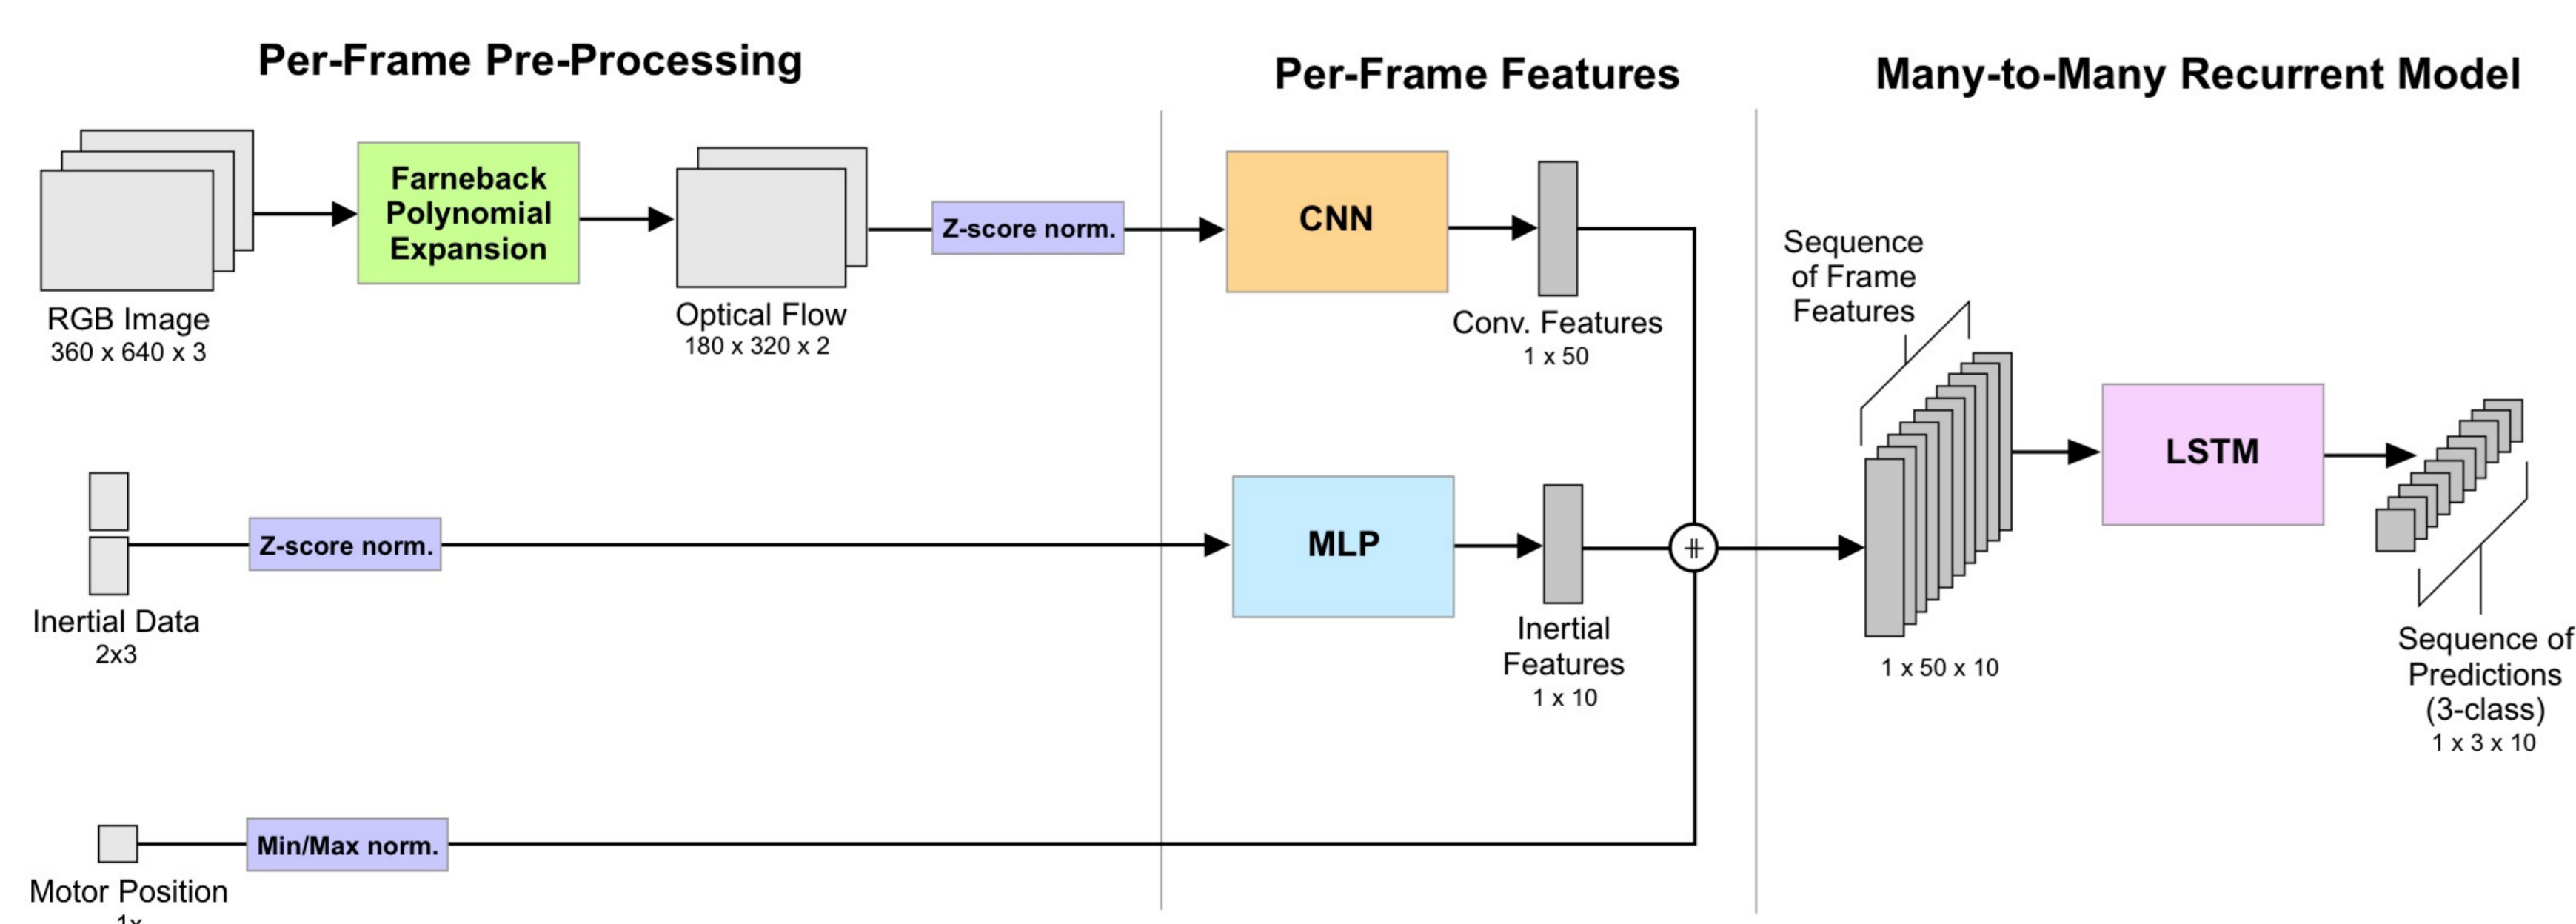 Per-Frame Pre-Processing
Per-Frame Features
Many-to-Many Recurrent Model
Farneback
Polynomial
Expansion
RGB Image
360 x 640 x 3
Optical Flow
180 x 320 x 2
Z-score norm.
CNN
Conv. Features
1 x 50
Sequence
of Frame
Features
Inertial Data
2x3
Z-score norm.
MLP
Inertial
Features
1 x 10
⧺
1 x 50 x 10
LSTM
Sequence of
Predictions
(3-class)
1 x 3 x 10
Motor Position
Min/Max norm.